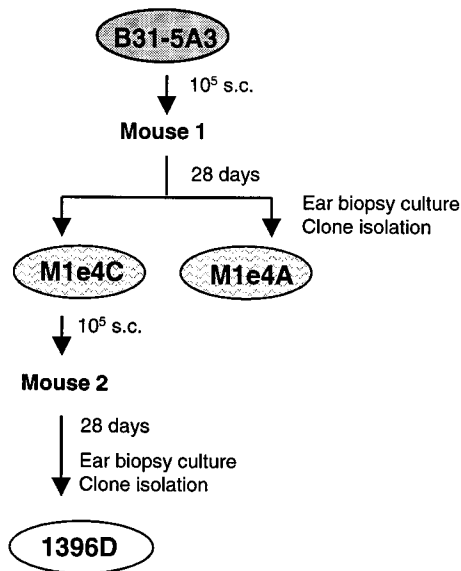 B31-5A3
10⁵ s.c.
Mouse 1
28 days
Ear biopsy culture
Clone isolation
M1e4C
M1e4A
10⁵ s.c.
Mouse 2
28 days
Ear biopsy culture
Clone isolation
1396D